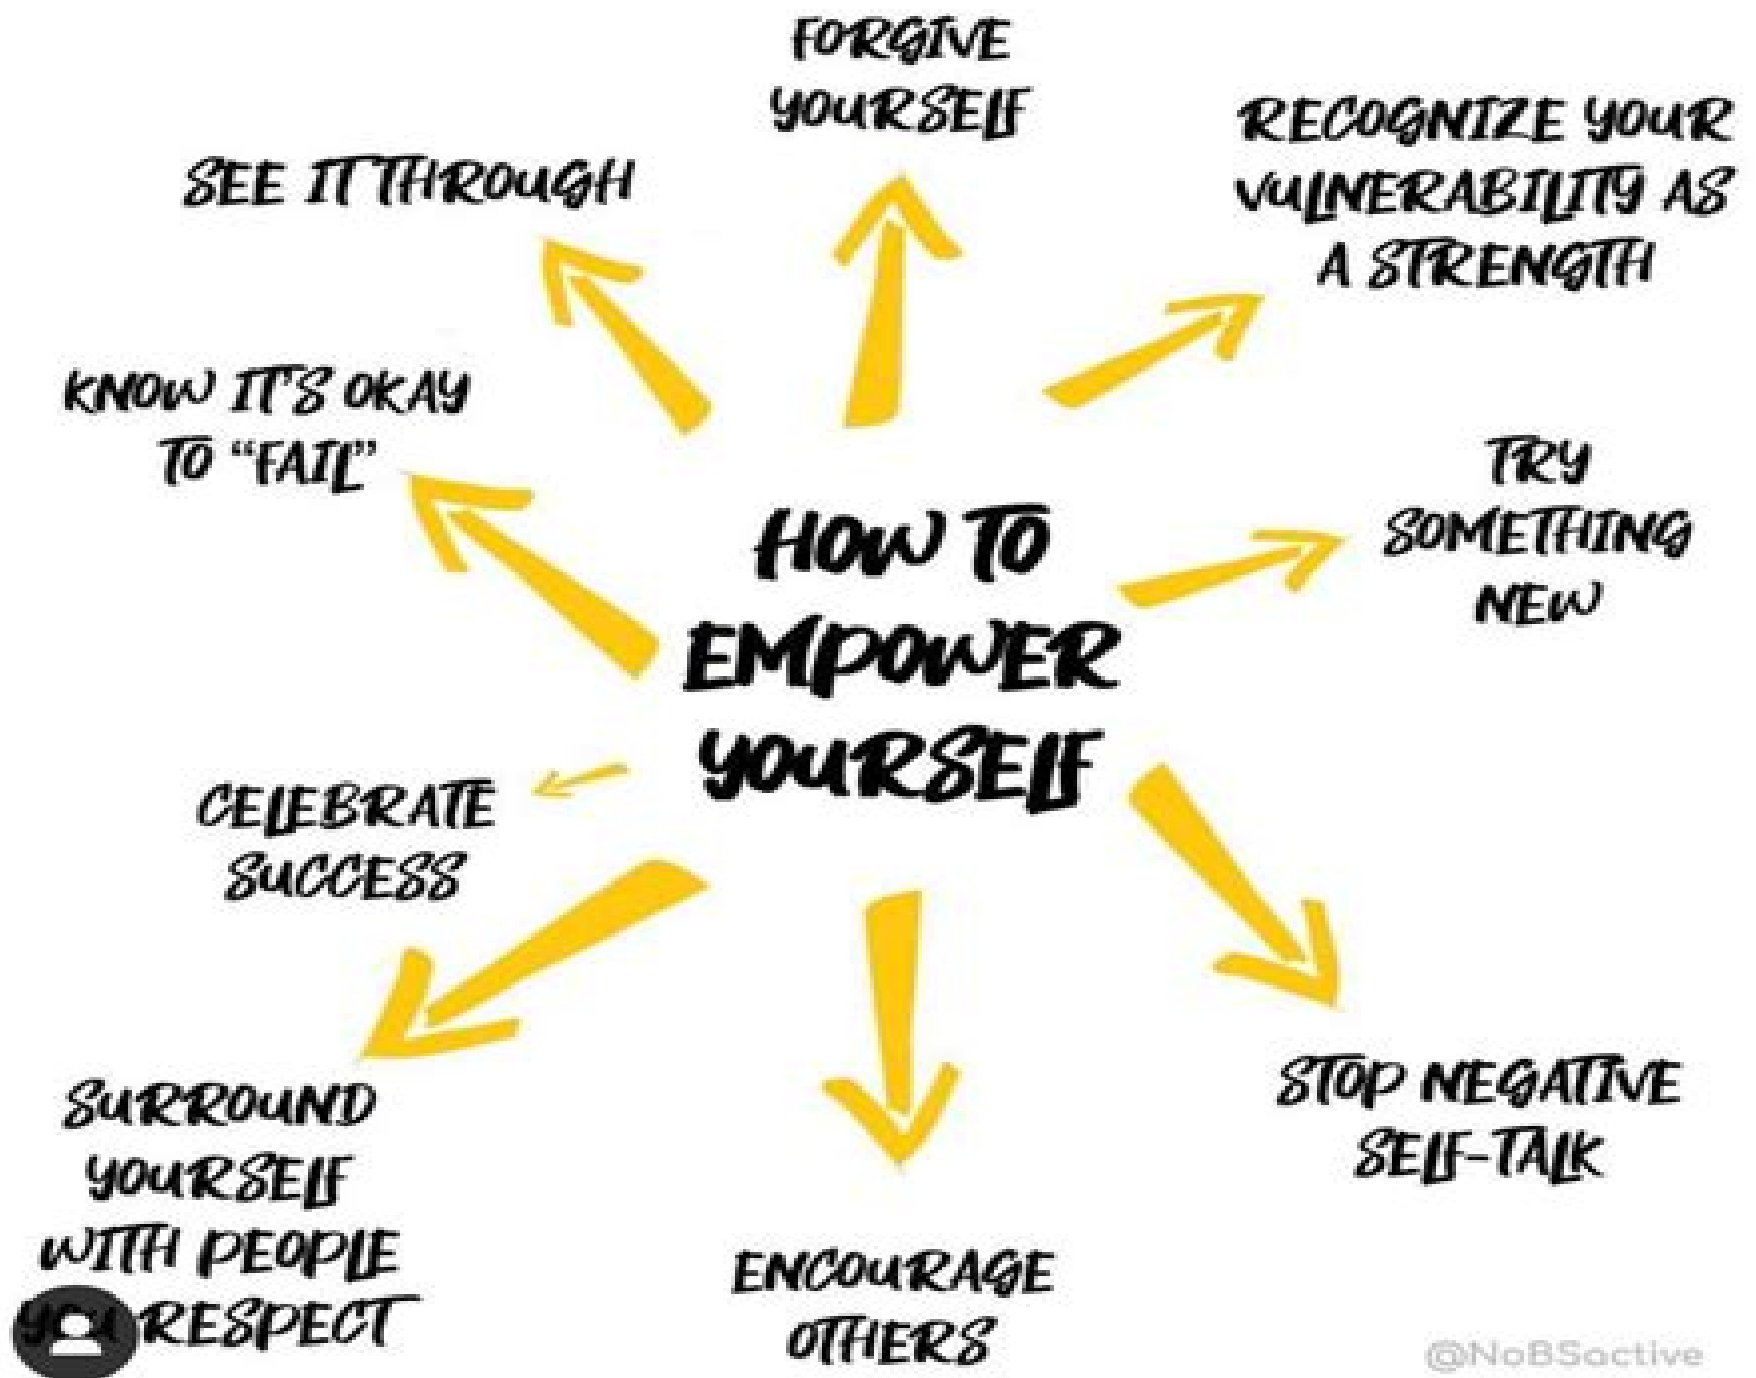 FORGIVE
YOURSELF
RECOGNIZE YOUR
VULNERABILITY AS
A STRENGTH
SEE IT THROUGH
KNOW IT'S OKAY
TO “FAIL”
TRY
SOMETHING
NEW
HOW TO
EMPOWER
YOURSELF
CELEBRATE
SUCCESS
SURROUND
YOURSELF
WITH PEOPLE
YOU RESPECT
STOP NEGATIVE
SELF-TALK
ENCOURAGE
OTHERS
@NoBSactive